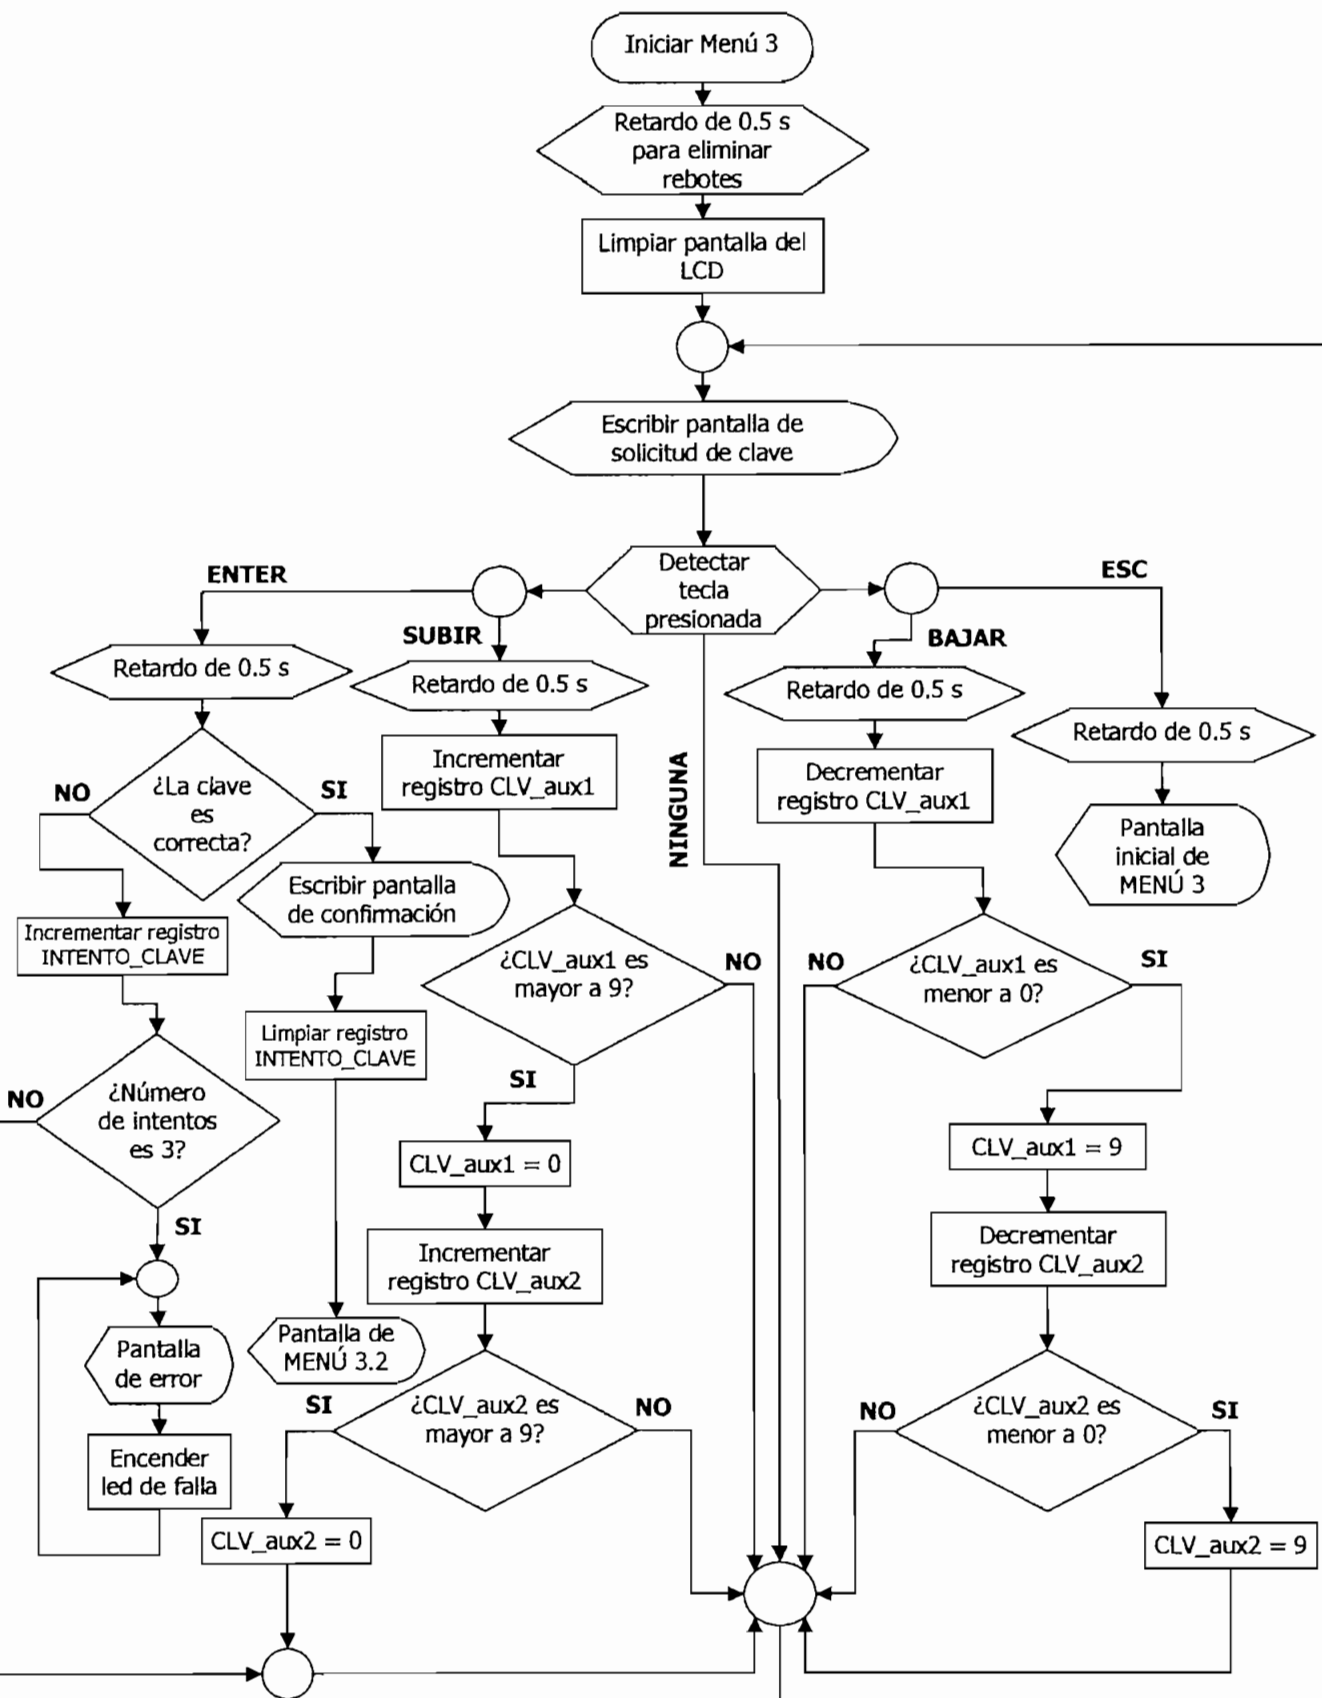 Iniciar Menú 3
Retardo de 0.5 s
para eliminar
rebotes
Limpiar pantalla del
LCD
Escribir pantalla de
solicitud de clave
Detectar
tecla
presionada
ENTER
SUBIR
NINGUNA
BAJAR
ESC
Retardo de 0.5 s
Retardo de 0.5 s
Retardo de 0.5 s
Retardo de 0.5 s
¿La clave
es
correcta?
NO
SI
Incrementar
registro CLV_aux1
Decrementar
registro CLV_aux1
Pantalla
inicial de
MENÚ 3
Escribir pantalla
de confirmación
Incrementar registro
INTENTO_CLAVE
¿CLV_aux1 es
mayor a 9?
NO
SI
¿CLV_aux1 es
menor a 0?
NO
SI
Limpiar registro
INTENTO_CLAVE
¿Número
de intentos
es 3?
NO
SI
CLV_aux1 = 0
CLV_aux1 = 9
Incrementar
registro CLV_aux2
Decrementar
registro CLV_aux2
Pantalla
de error
Pantalla de
MENÚ 3.2
¿CLV_aux2 es
mayor a 9?
SI
NO
¿CLV_aux2 es
menor a 0?
NO
SI
Encender
led de falla
CLV_aux2 = 0
CLV_aux2 = 9